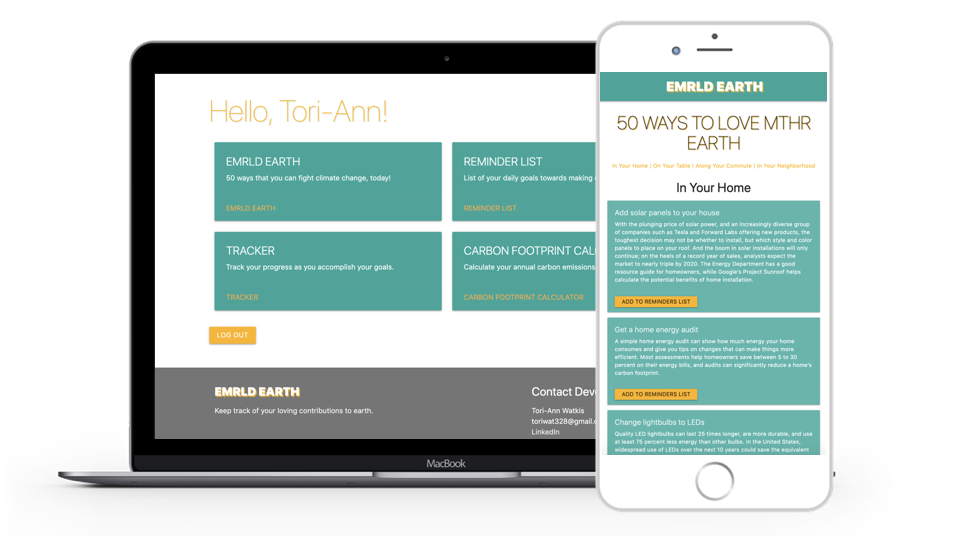 Hello, Tori-Ann!
EMRLD EARTH
50 ways that you can fight climate change, today!
EMRLD EARTH
REMINDER LIST
List of your daily goals towards making
REMINDER LIST
TRACKER
Track your progress as you accomplish your goals.
TRACKER
CARBON FOOTPRINT CAL
Calculate your annual carbon emissions
CARBON FOOTPRINT CALCULATOR
LOG OUT
EMRLD EARTH
Keep track of your loving contributions to earth.
Contact Dev
Tori-Ann Watkis
toriwat328@gmail.c
LinkedIn
MacBook
EMRLD EARTH
50 WAYS TO LOVE MTHR
EARTH
In Your Home | On Your Table | Along Your Commute | In Your Neighborhood
In Your Home
Add solar panels to your house
With the plunging price of solar power, and an increasingly diverse group
of companies such as Tesla and Forward Labs offering new products, the
toughest decision may not be whether to install, but which style and color
panels to place on your roof. And the boom in solar installations will only
continue; on the heels of a record year of sales, analysts expect the
market to nearly triple by 2020. The Energy Department has a good
resource guide for homeowners, while Google's Project Sunroof helps
calculate the potential benefits of home installation.
ADD TO REMINDERS LIST
Get a home energy audit
A simple home energy audit can show how much energy your home
consumes and give you tips on changes that can make things more
efficient. Most assessments help homeowners save between 5 to 30
percent on their energy bills, and audits can significantly reduce a home's
carbon footprint.
ADD TO REMINDERS LIST
Change lightbulbs to LEDs
Quality LED lightbulbs can last 25 times longer, are more durable, and use
at least 75 percent less energy than other bulbs. In the United States,
widespread use of LEDs over the next 10 years could save the equivalent